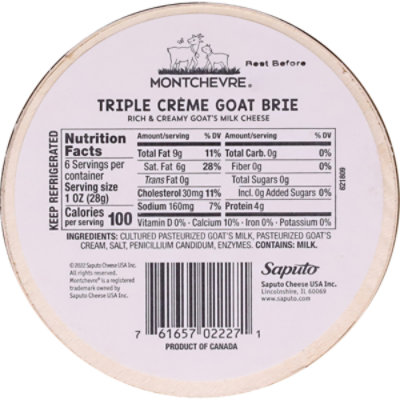 Best Before
MONTCHEVRE®
TRIPLE CRÈME GOAT BRIE
RICH & CREAMY GOAT'S MILK CHEESE
KEEP REFRIGERATED
Nutrition Facts
6 Servings per container
Serving size
1 OZ (28g)
Calories per serving 100
Amount/serving % DV
Total Fat 9g 11%
Sat. Fat 6g 28%
Trans Fat 0g
Cholesterol 30mg 11%
Sodium 160mg 7%
Amount/serving % DV
Total Carb. 0g 0%
Fiber 0g 0%
Total Sugars 0g
Incl. 0g Added Sugars 0%
Protein 4g
Vitamin D 0% · Calcium 10% · Iron 0% · Potassium 0%
821809
INGREDIENTS: CULTURED PASTEURIZED GOAT'S MILK, PASTEURIZED GOAT'S
CREAM, SALT, PENICILLIUM CANDIDUM, ENZYMES. CONTAINS: MILK.
©2022 Saputo Cheese USA Inc.
All rights reserved.
Montchevre® is a registered
trademark owned by
Saputo Cheese USA Inc.
7 61657 02227 1
PRODUCT OF CANADA
Saputo
Saputo Cheese USA Inc.
Lincolnshire, IL 60069
www.saputo.com